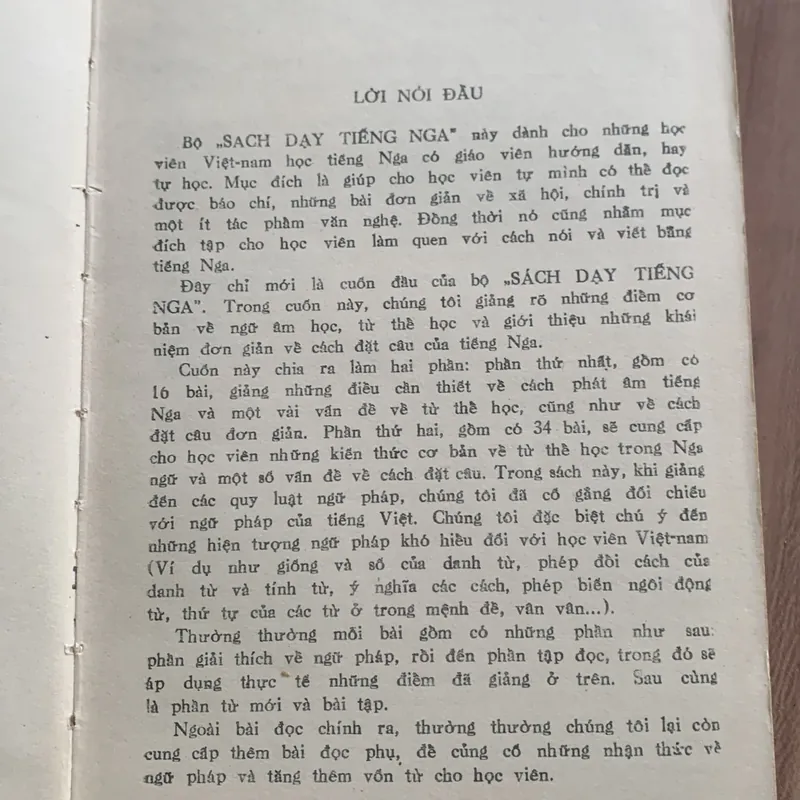 LỜI NÓI ĐẦU
Bộ „SACH DẠY TIẾNG NGA" này dành cho những học
viên Việt-nam học tiếng Nga có giáo viên hướng dẫn, hay
tự học. Mục đích là giúp cho học viên tự mình có thể đọc
được báo chí, những bài đơn giản về xã hội, chính trị và
một ít tác phẩm văn nghệ. Đồng thời nó cũng nhằm mục
đích tập cho học viên làm quen với cách nói và viết bằng
tiếng Nga.
Đây chỉ mới là cuốn đầu của bộ „SÁCH DẠY TIẾNG
NGA". Trong cuốn này, chúng tôi giảng rõ những điểm cơ
bản về ngữ âm học, từ thể học và giới thiệu những khái
niệm đơn giản về cách đặt câu của tiếng Nga.
Cuốn này chia ra làm hai phần: phần thứ nhất, gồm có
16 bài, giảng những điều cần thiết về cách phát âm tiếng
Nga và một vài vấn đề về từ thể học, cũng như về cách
đặt câu đơn giản. Phần thứ hai, gồm có 34 bài, sẽ cung cấp
cho học viên những kiến thức cơ bản về từ thể học trong Nga
ngữ và một số vấn đề về cách đặt câu. Trong sách này, khi giảng
đến các quy luật ngữ pháp, chúng tôi đã cố gắng đối chiếu
với ngữ pháp của tiếng Việt. Chúng tôi đặc biệt chú ý đến
những hiện tượng ngữ pháp khó hiểu đối với học viên Việt-nam
(Ví dụ như giống và số của danh từ, phép đổi cách của
danh từ và tính từ, ý nghĩa các cách, phép biến ngôi động
từ, thứ tự của các từ ở trong mệnh đề, vân vân...).
Thường thường mỗi bài gồm có những phần như sau:
phần giải thích về ngữ pháp, rồi đến phần tập đọc, trong đó sẽ
áp dụng thực tế những điểm đã giảng ở trên. Sau cùng
là phần từ mới và bài tập.
Ngoài bài đọc chính ra, thường thường chúng tôi lại còn
cung cấp thêm bài đọc phụ, để củng cố những nhận thức về
ngữ pháp và tăng thêm vốn từ cho học viên.